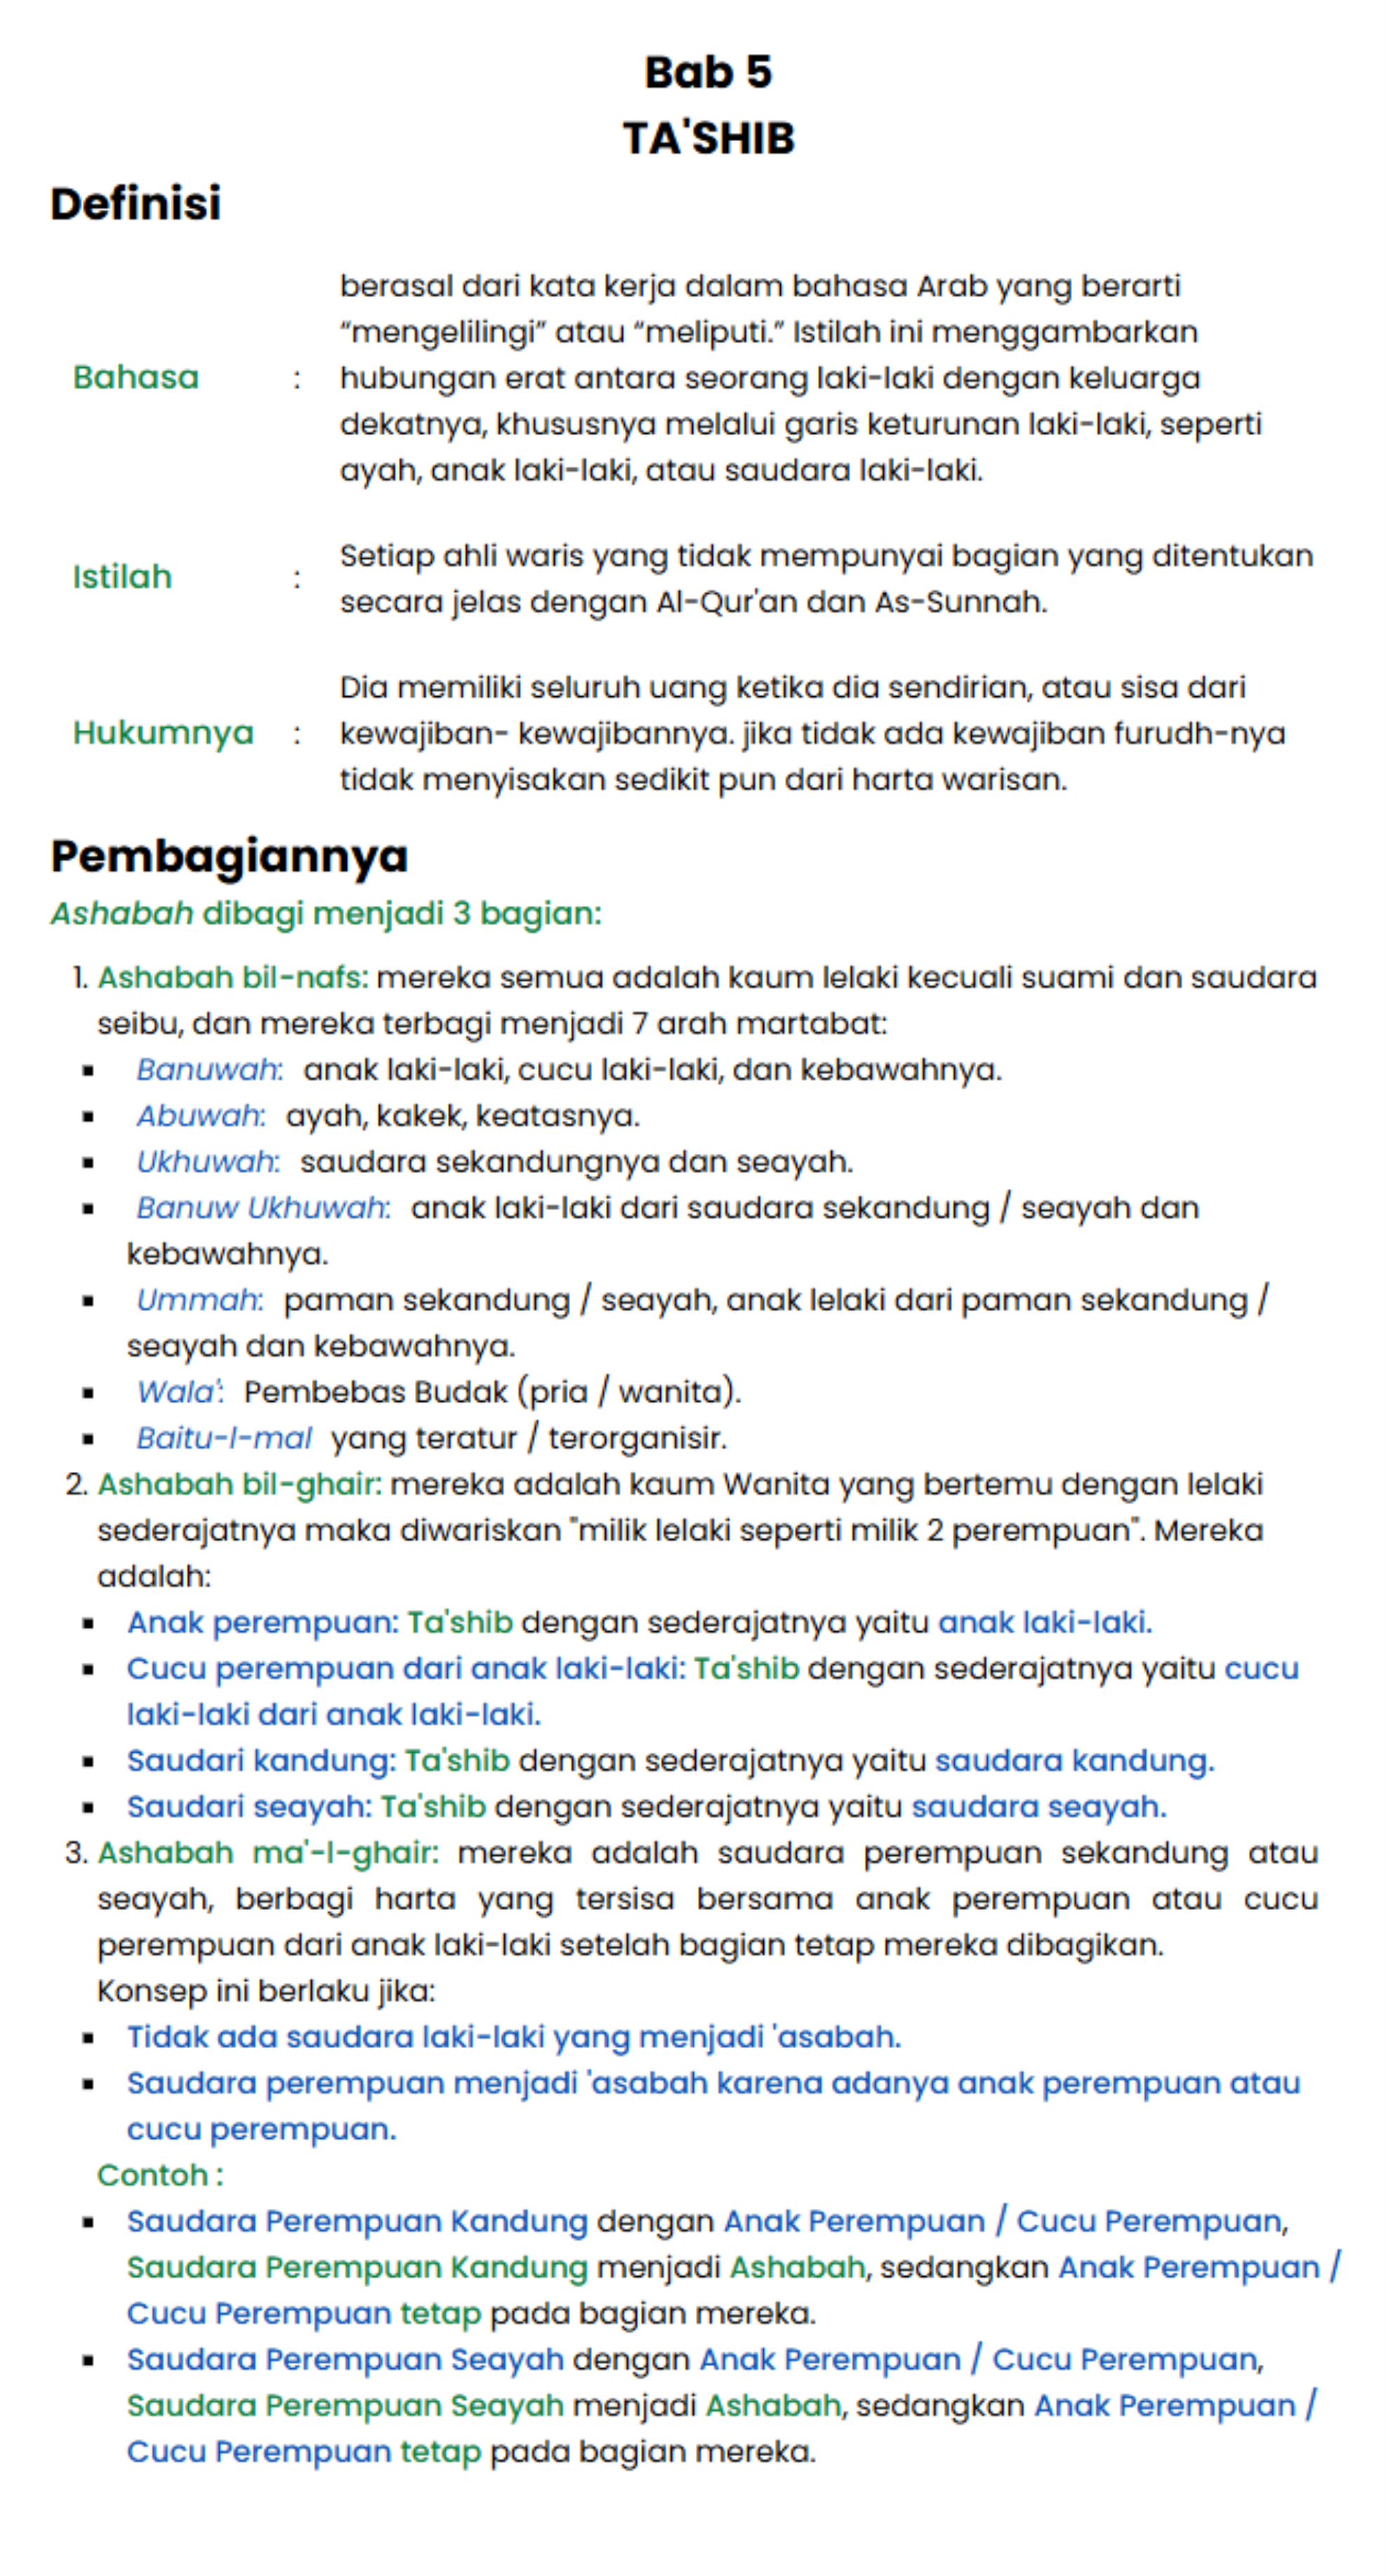 Bab 5
TA'SHIB
Definisi
Bahasa : berasal dari kata kerja dalam bahasa Arab yang berarti
“mengelilingi” atau “meliputi.” Istilah ini menggambarkan
hubungan erat antara seorang laki-laki dengan keluarga
dekatnya, khususnya melalui garis keturunan laki-laki, seperti
ayah, anak laki-laki, atau saudara laki-laki.
Istilah : Setiap ahli waris yang tidak mempunyai bagian yang ditentukan
secara jelas dengan Al-Qur'an dan As-Sunnah.
Hukumnya : Dia memiliki seluruh uang ketika dia sendirian, atau sisa dari
kewajiban- kewajibannya. jika tidak ada kewajiban furudh-nya
tidak menyisakan sedikit pun dari harta warisan.
Pembagiannya
Ashabah dibagi menjadi 3 bagian:
1. Ashabah bil-nafs: mereka semua adalah kaum lelaki kecuali suami dan saudara
seibu, dan mereka terbagi menjadi 7 arah martabat:
▪ Banuwah: anak laki-laki, cucu laki-laki, dan kebawahnya.
▪ Abuwah: ayah, kakek, keatasnya.
▪ Ukhuwah: saudara sekandungnya dan seayah.
▪ Banuw Ukhuwah: anak laki-laki dari saudara sekandung / seayah dan
kebawahnya.
▪ Ummah: paman sekandung / seayah, anak lelaki dari paman sekandung /
seayah dan kebawahnya.
▪ Wala': Pembebas Budak (pria / wanita).
▪ Baitu-l-mal yang teratur / terorganisir.
2. Ashabah bil-ghair: mereka adalah kaum Wanita yang bertemu dengan lelaki
sederajatnya maka diwariskan "milik lelaki seperti milik 2 perempuan". Mereka
adalah:
▪ Anak perempuan: Ta'shib dengan sederajatnya yaitu anak laki-laki.
▪ Cucu perempuan dari anak laki-laki: Ta'shib dengan sederajatnya yaitu cucu
laki-laki dari anak laki-laki.
▪ Saudari kandung: Ta'shib dengan sederajatnya yaitu saudara kandung.
▪ Saudari seayah: Ta'shib dengan sederajatnya yaitu saudara seayah.
3. Ashabah ma'-l-ghair: mereka adalah saudara perempuan sekandung atau
seayah, berbagi harta yang tersisa bersama anak perempuan atau cucu
perempuan dari anak laki-laki setelah bagian tetap mereka dibagikan.
Konsep ini berlaku jika:
▪ Tidak ada saudara laki-laki yang menjadi 'asabah.
▪ Saudara perempuan menjadi 'asabah karena adanya anak perempuan atau
cucu perempuan.
Contoh :
▪ Saudara Perempuan Kandung dengan Anak Perempuan / Cucu Perempuan,
Saudara Perempuan Kandung menjadi Ashabah, sedangkan Anak Perempuan /
Cucu Perempuan tetap pada bagian mereka.
▪ Saudara Perempuan Seayah dengan Anak Perempuan / Cucu Perempuan,
Saudara Perempuan Seayah menjadi Ashabah, sedangkan Anak Perempuan /
Cucu Perempuan tetap pada bagian mereka.